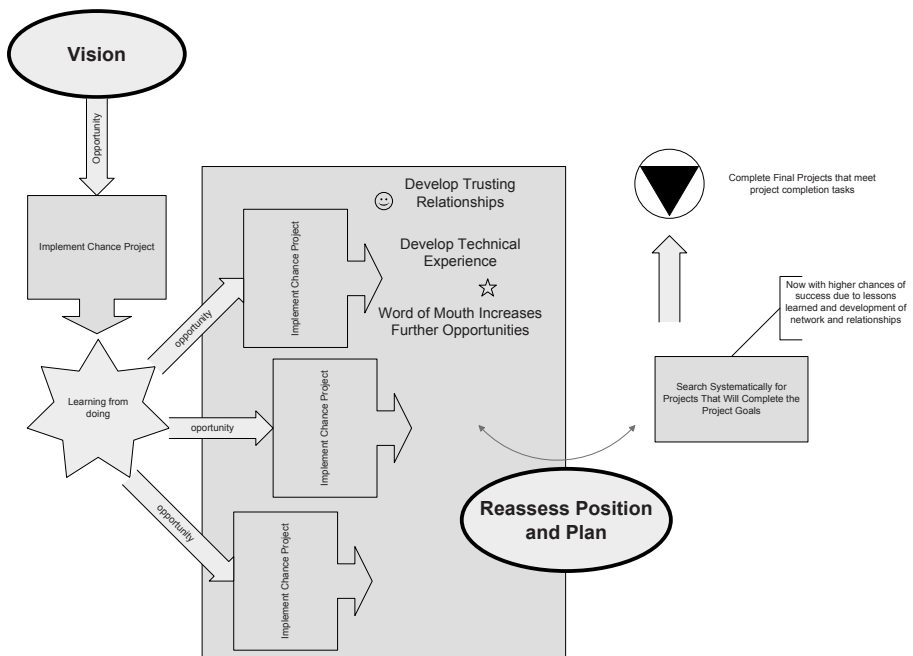 Vision
Opportunity
Implement Chance Project
Learning from
doing
opportunity
oportunity
opportunity
Implement Chance Project
Implement Chance Project
Implement Chance Project
Develop Trusting
Relationships
Develop Technical
Experience
Word of Mouth Increases
Further Opportunities
Reassess Position
and Plan
Complete Final Projects that meet
project completion tasks
Now with higher chances of
success due to lessons
learned and development of
network and relationships
Search Systematically for
Projects That Will Complete the
Project Goals